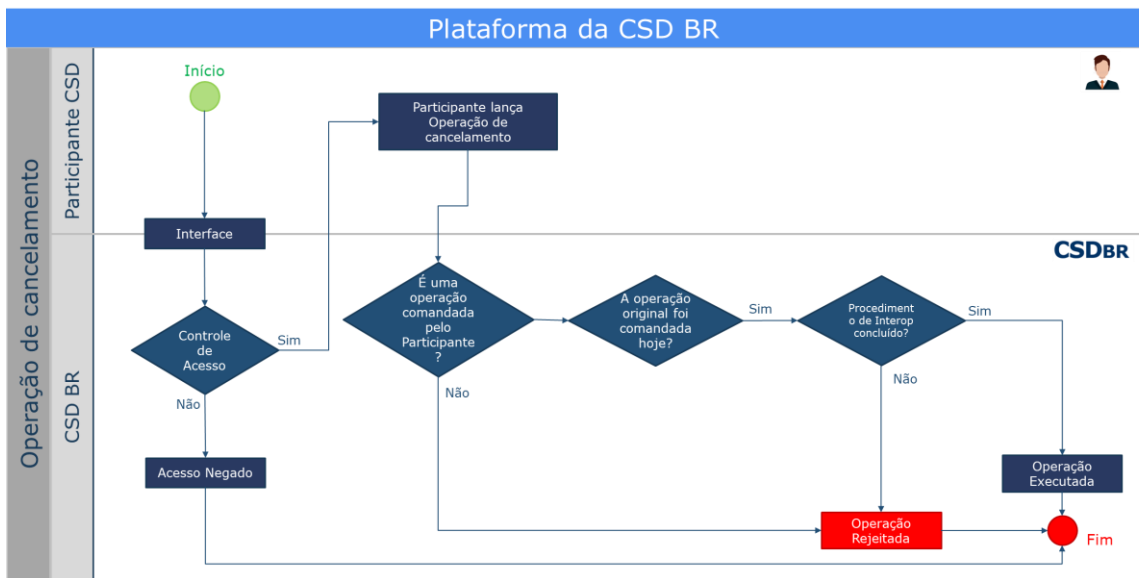 Plataforma da CSD BR
Operação de cancelamento
Participante CSD
CSD BR
Início
Participante lança
Operação de
cancelamento
Interface
CSDBR
Controle
de
Acesso
Sim
Não
Acesso Negado
É uma
operação
comandada
pelo
Participante
?
Não
A operação
original foi
comandada
hoje?
Sim
Procediment
o de Interop
concluído?
Sim
Não
Operação
Executada
Operação
Rejeitada
Fim